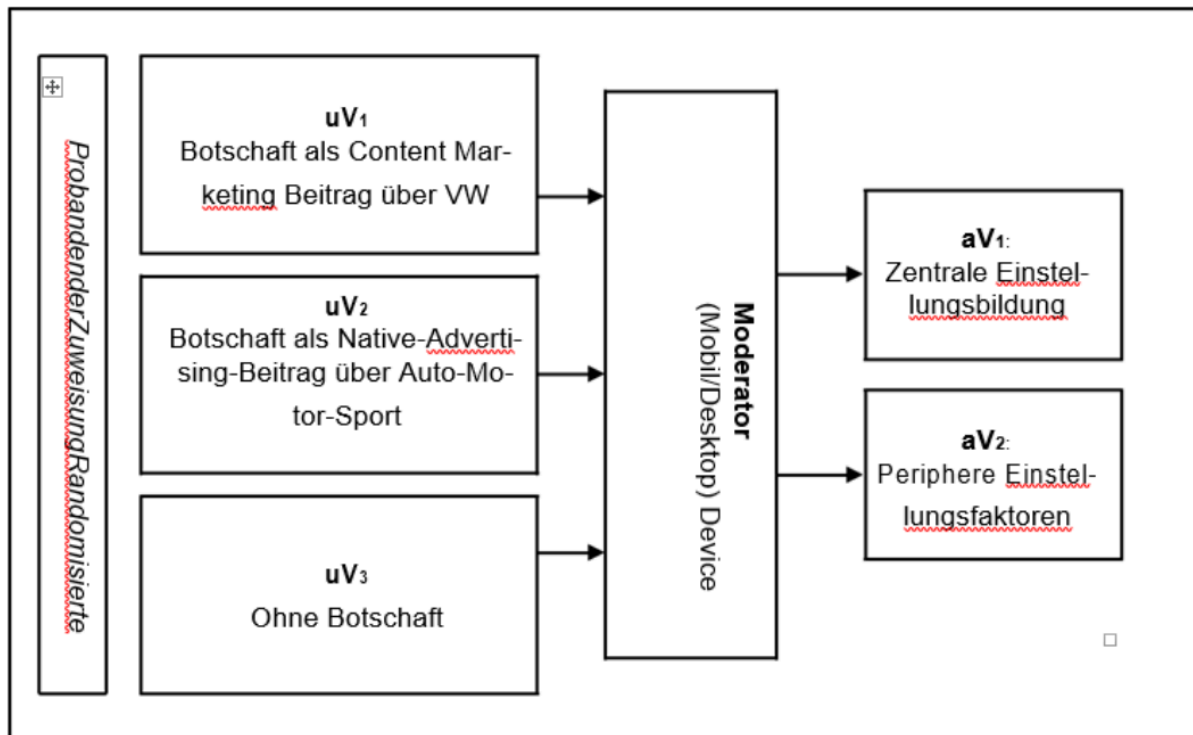 ProbandenderZuweisungRandomisierte
uV1
Botschaft als Content Mar-
keting Beitrag über VW
uV2
Botschaft als Native-Adverti-
sing-Beitrag über Auto-Mo-
tor-Sport
uV3
Ohne Botschaft
Moderator
(Mobil/Desktop) Device
aV1:
Zentrale Einstel-
lungsbildung
aV2:
Periphere Einstel-
lungsfaktoren